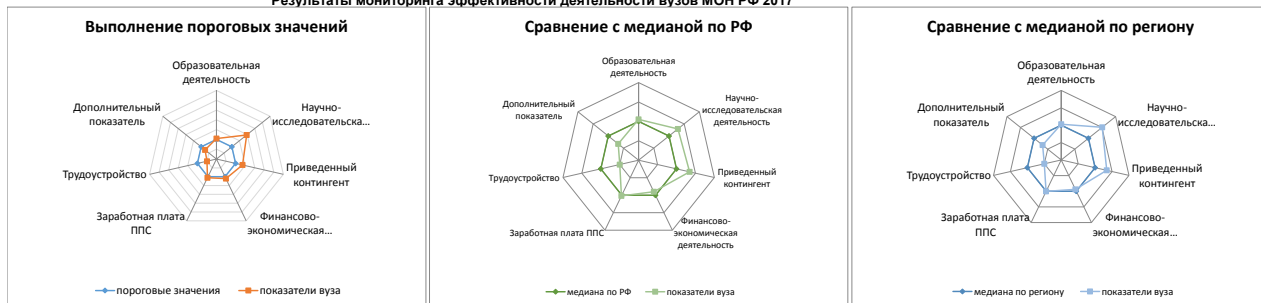 Результаты мониторинга эффективности деятельности вузов МОН РФ 2017
Выполнение пороговых значений
Образовательная
деятельность
Дополнительный
показатель
Научно-
исследовательска...
Трудоустройство
Приведенный
контингент
Заработная плата
ППС
Финансово-
экономическая...
пороговые значения
показатели вуза
Сравнение с медианой по РФ
Образовательная
деятельность
Дополнительный
показатель
Научно-
исследовательская
деятельность
Трудоустройство
Приведенный
контингент
Заработная плата ППС
Финансово-
экономическая
деятельность
медиана по РФ
показатели вуза
Сравнение с медианой по региону
Образовательная
деятельность
Дополнительный
показатель
Научно-
исследовательска...
Трудоустройство
Приведенный
контингент
Заработная плата
ППС
Финансово-
экономическая...
медиана по региону
показатели вуза